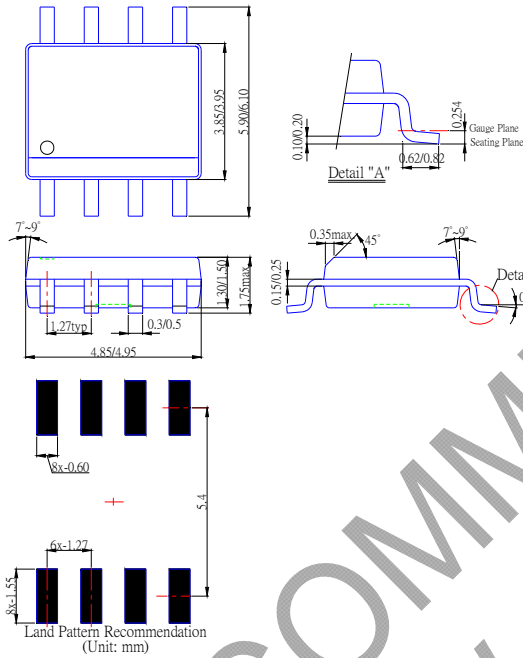 3.85/3.95
5.90/6.10
0.10/0.20
0.254
Gauge Plane
Seating Plane
0.62/0.82
Detail "A"
7°~9°
1.30/1.50
1.75max
1.27typ
0.3/0.5
4.85/4.95
0.35max
45°
7°~9°
0.15/0.25
Detai
0
8x-0.60
5.4
6x-1.27
8x-1.55
Land Pattern Recommendation
(Unit: mm)
COMM